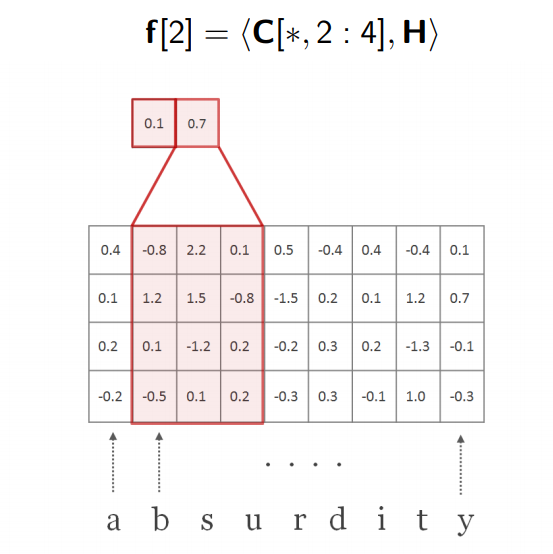 f[2] = ⟨C[∗, 2 : 4], H⟩
0.1 0.7
0.4 -0.8 2.2 0.1 0.5 -0.4 0.4 -0.4 0.1
0.1 1.2 1.5 -0.8 -1.5 0.2 0.1 1.2 0.7
0.2 0.1 -1.2 0.2 -0.2 0.3 0.2 -1.3 -0.1
-0.2 -0.5 0.1 0.2 -0.3 0.3 -0.1 1.0 -0.3
. . . .
a b s u r d i t y